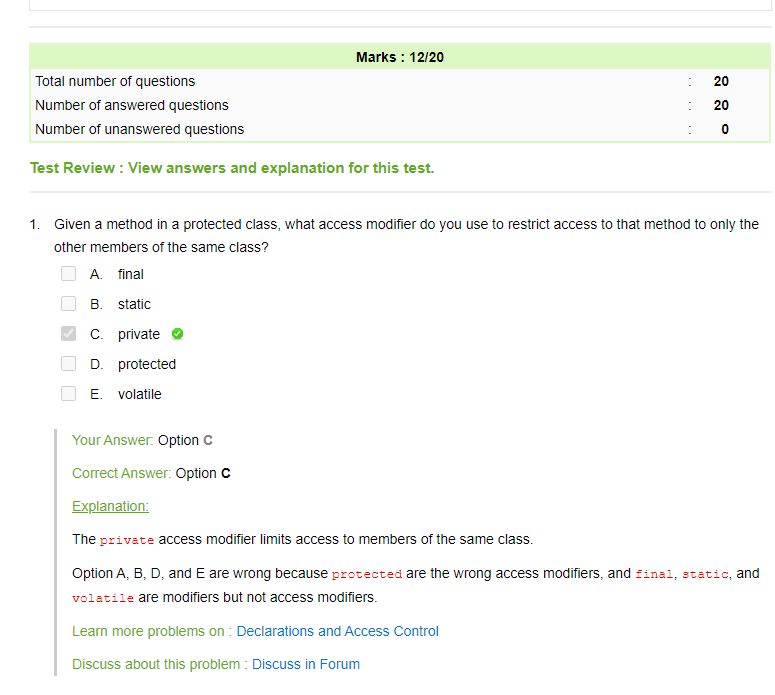 Marks : 12/20
Total number of questions : 20
Number of answered questions : 20
Number of unanswered questions : 0
Test Review : View answers and explanation for this test.
1. Given a method in a protected class, what access modifier do you use to restrict access to that method to only the
other members of the same class?
A. final
B. static
C. private
D. protected
E. volatile
Your Answer: Option C
Correct Answer: Option C
Explanation:
The private access modifier limits access to members of the same class.
Option A, B, D, and E are wrong because protected are the wrong access modifiers, and final, static, and
volatile are modifiers but not access modifiers.
Learn more problems on : Declarations and Access Control
Discuss about this problem : Discuss in Forum